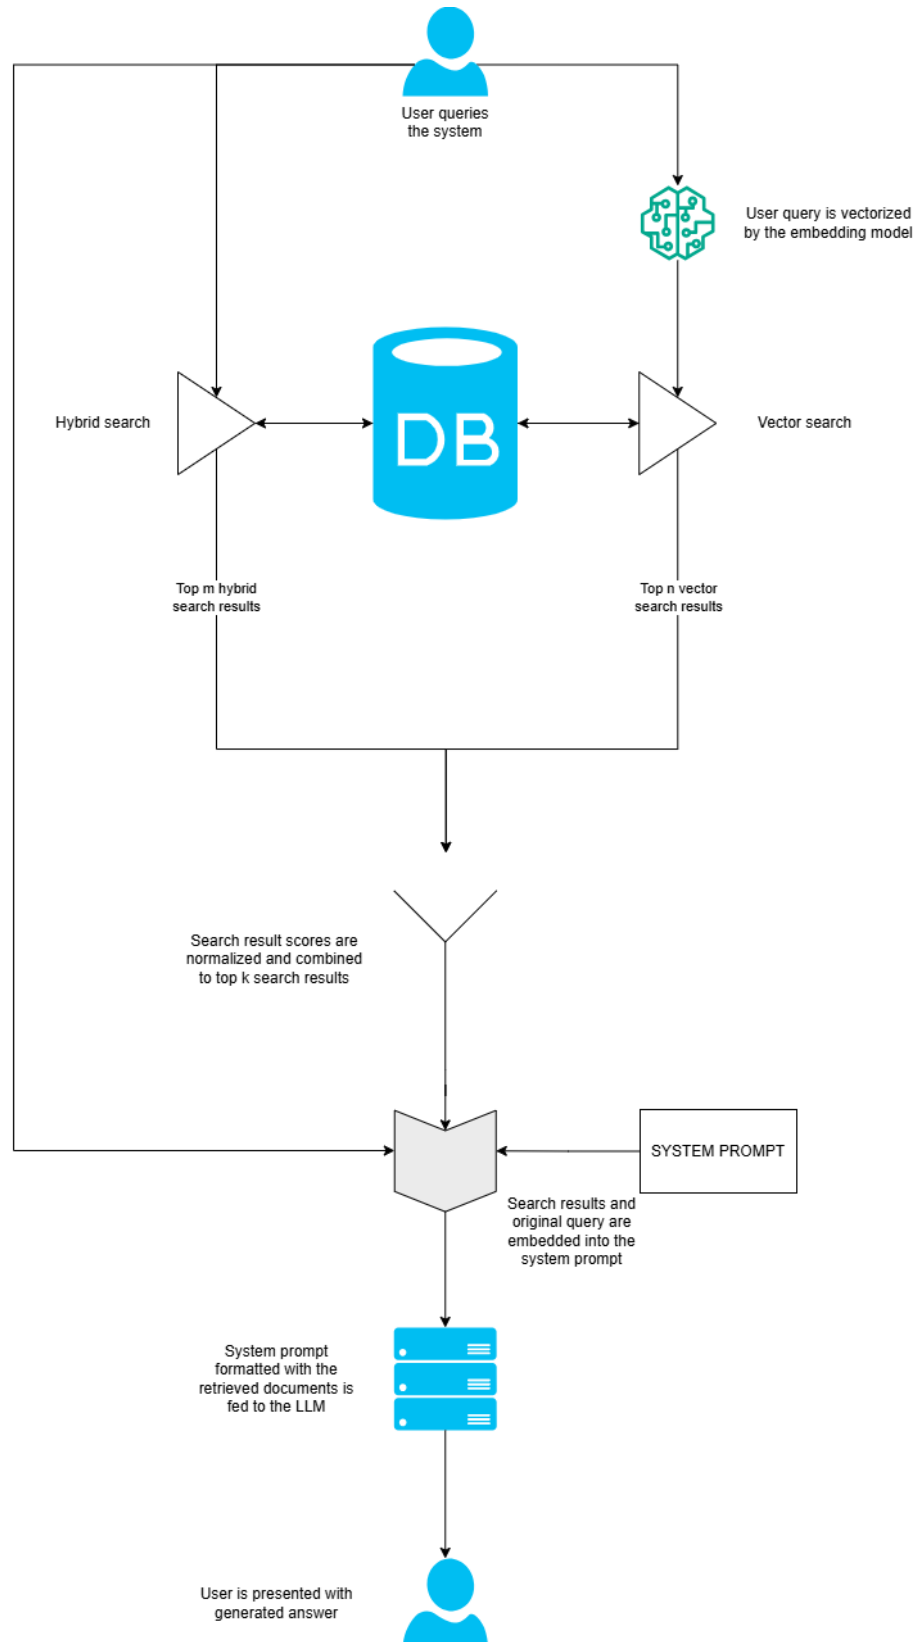 User queries
the system
User query is vectorized
by the embedding model
Hybrid search
DB
Vector search
Top m hybrid
search results
Top n vector
search results
Search result scores are
normalized and combined
to top k search results
SYSTEM PROMPT
Search results and
original query are
embedded into the
system prompt
System prompt
formatted with the
retrieved documents is
fed to the LLM
User is presented with
generated answer